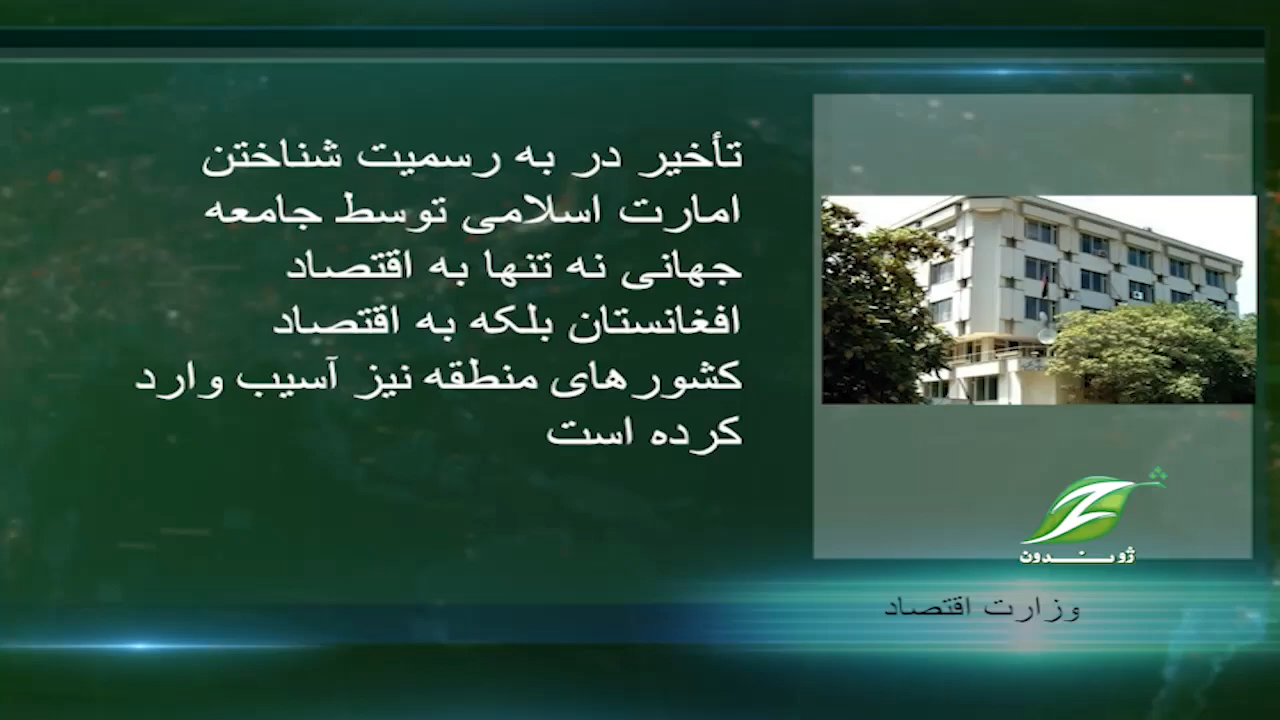 تأخیر در به رسمیت شناختن
امارت اسلامی توسط جامعه
جهانی نه تنها به اقتصاد
افغانستان بلکه به اقتصاد
کشورهای منطقه نیز آسیب وارد
کرده است
ژوندون
وزارت اقتصاد